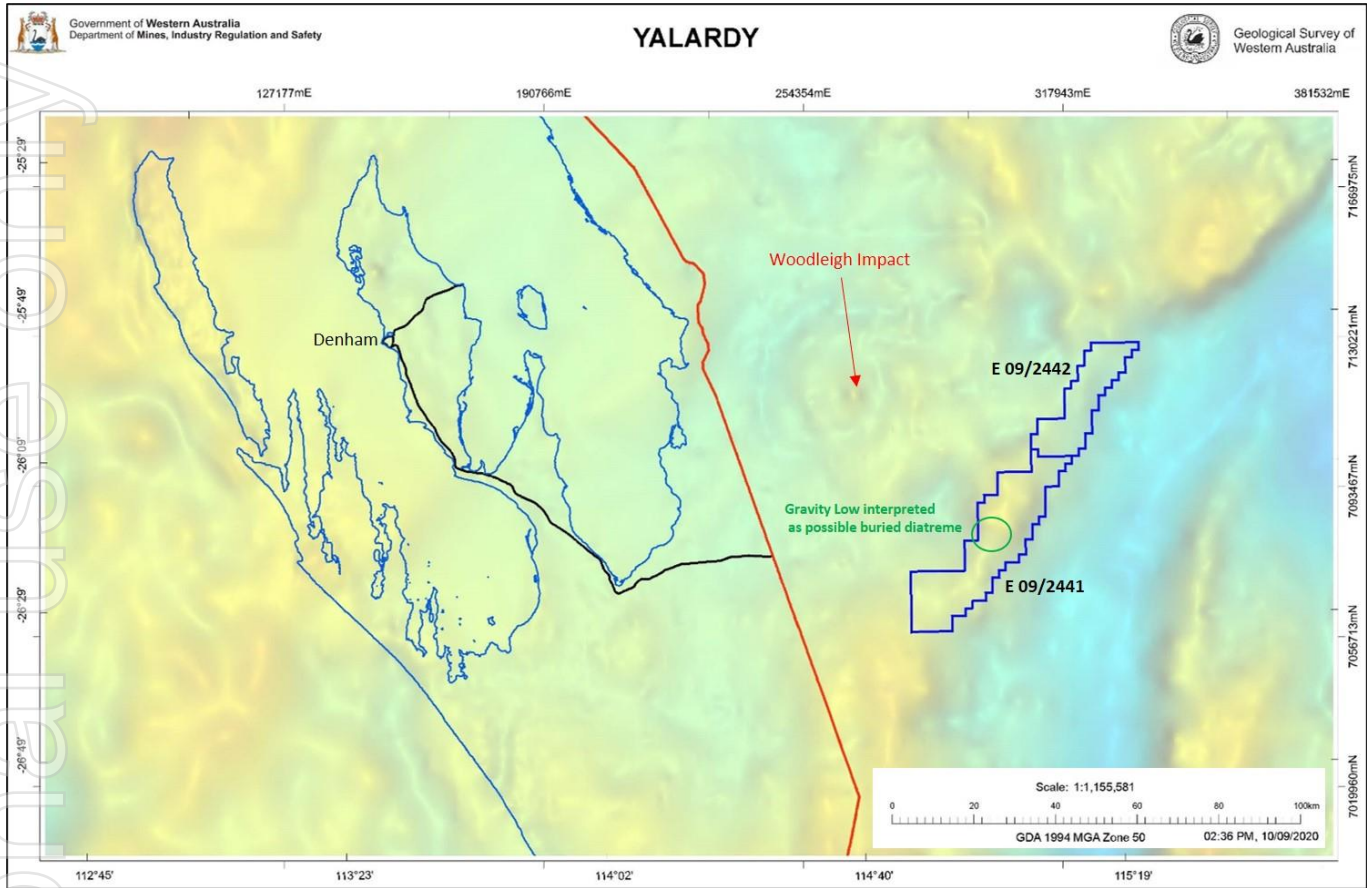 Government of Western Australia
Department of Mines, Industry Regulation and Safety
YALARDY
Geological Survey of
Western Australia
127177mE
190766mE
254354mE
317943mE
381532mE
-25°29'
-25°49'
-26°09'
-26°29'
-26°49'
7166975mN
7130221mN
7093467mN
7056713mN
7019960mN
Woodleigh Impact
Denham
E 09/2442
Gravity Low interpreted
as possible buried diatreme
E 09/2441
Scale: 1:1,155,581
0 20 40 60 80 100km
GDA 1994 MGA Zone 50 02:36 PM, 10/09/2020
112°45'
113°23'
114°02'
114°40'
115°19'